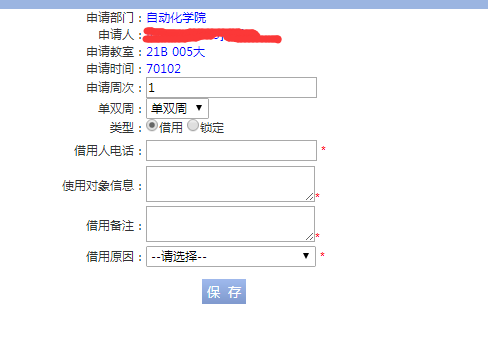 申请部门：自动化学院
申请人：
申请教室：21B 005大
申请时间：70102
申请周次：1
单双周：单双周 ▼
类型：借用 锁定
借用人电话： *
使用对象信息： *
借用备注： *
借用原因：--请选择-- ▼ *
保 存